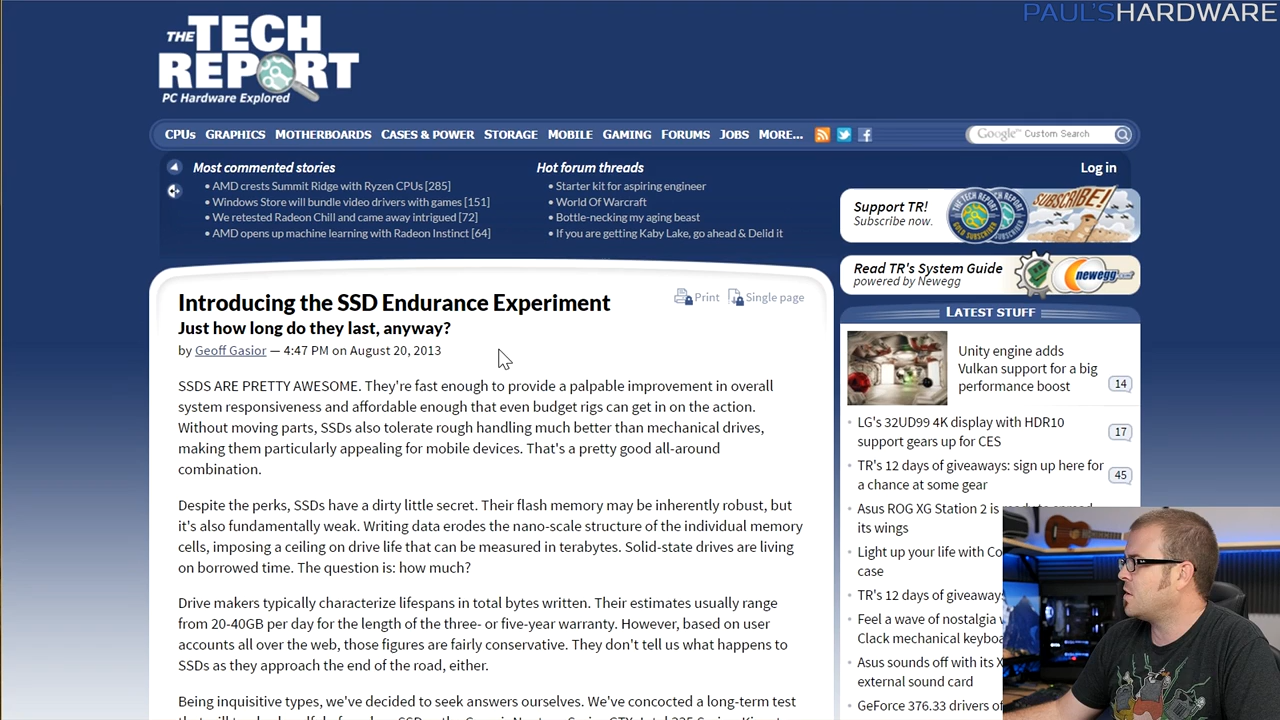 PAUL'SHARDWARE
THE TECH
REPORT
PC Hardware Explored
CPUs GRAPHICS MOTHERBOARDS CASES & POWER STORAGE MOBILE GAMING FORUMS JOBS MORE...
Google™ Custom Search
Most commented stories
• AMD crests Summit Ridge with Ryzen CPUs [285]
• Windows Store will bundle video drivers with games [151]
• We retested Radeon Chill and came away intrigued [72]
• AMD opens up machine learning with Radeon Instinct [64]
Hot forum threads
• Starter kit for aspiring engineer
• World Of Warcraft
• Bottle-necking my aging beast
• If you are getting Kaby Lake, go ahead & Delid it
Log in
Support TR!
Subscribe now.
SUBSCRIBE!
Read TR's System Guide
powered by Newegg
newegg.com
Introducing the SSD Endurance Experiment
Print
Single page
Just how long do they last, anyway?
by Geoff Gasior — 4:47 PM on August 20, 2013
SSDS ARE PRETTY AWESOME. They're fast enough to provide a palpable improvement in overall
system responsiveness and affordable enough that even budget rigs can get in on the action.
Without moving parts, SSDs also tolerate rough handling much better than mechanical drives,
making them particularly appealing for mobile devices. That's a pretty good all-around
combination.
Despite the perks, SSDs have a dirty little secret. Their flash memory may be inherently robust, but
it's also fundamentally weak. Writing data erodes the nano-scale structure of the individual memory
cells, imposing a ceiling on drive life that can be measured in terabytes. Solid-state drives are living
on borrowed time. The question is: how much?
Drive makers typically characterize lifespans in total bytes written. Their estimates usually range
from 20-40GB per day for the length of the three- or five-year warranty. However, based on user
accounts all over the web, those figures are fairly conservative. They don't tell us what happens to
SSDs as they approach the end of the road, either.
Being inquisitive types, we've decided to seek answers ourselves. We've concocted a long-term test
LATEST STUFF
Unity engine adds
Vulkan support for a big
performance boost
14
• LG's 32UD99 4K display with HDR10
support gears up for CES
17
• TR's 12 days of giveaways: sign up here for
a chance at some gear
45
• Asus ROG XG Station 2 is
its wings
• Light up your life with
case
• TR's 12 days of giveaways
• Feel a wave of nostalgia
Clack mechanical
• Asus sounds off with its
external sound card
• GeForce 376.33 drivers